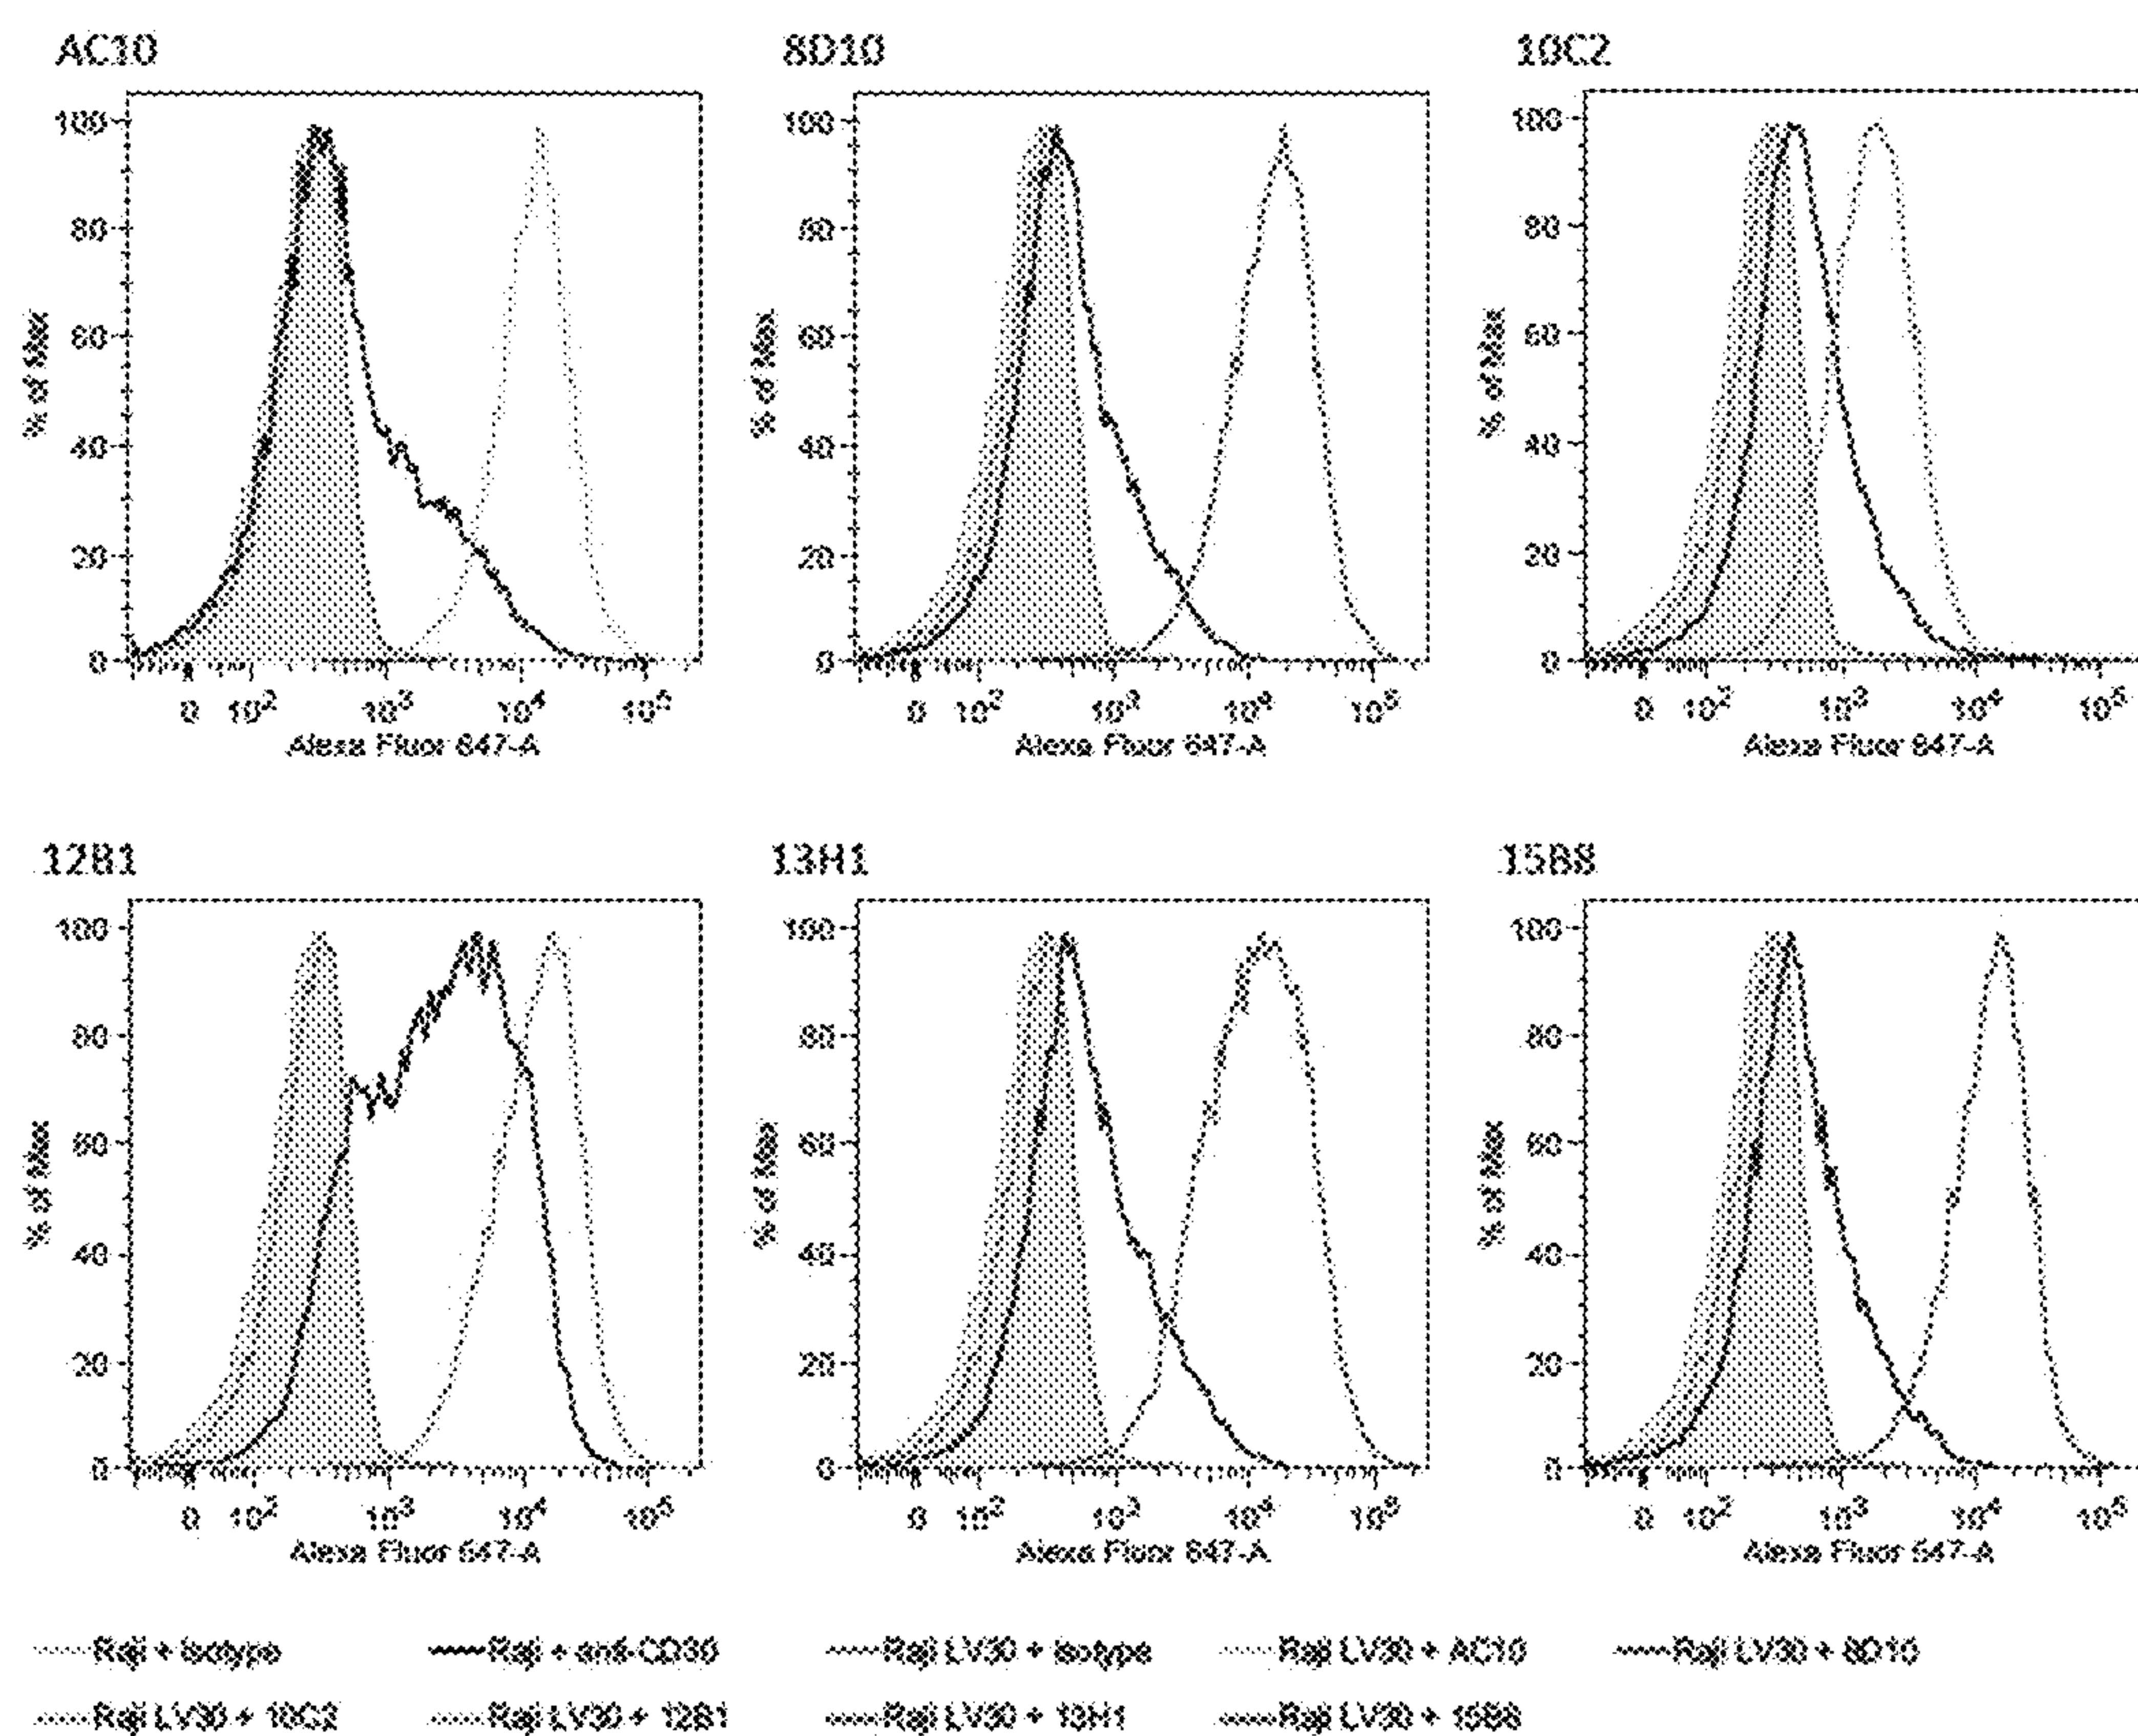 AC10 8D10 10C2
100 100 100
80 80 80
60 60 60
40 40 40
20 20 20
0 0 0
% of Max % of Max % of Max
0 10² 10³ 10⁴ 10⁵ 0 10² 10³ 10⁴ 10⁵ 0 10² 10³ 10⁴ 10⁵
Alexa Fluor 647-A Alexa Fluor 647-A Alexa Fluor 647-A
12B1 13H1 15B8
100 100 100
80 80 80
60 60 60
40 40 40
20 20 20
0 0 0
% of Max % of Max % of Max
0 10² 10³ 10⁴ 10⁵ 0 10² 10³ 10⁴ 10⁵ 0 10² 10³ 10⁴ 10⁵
Alexa Fluor 647-A Alexa Fluor 647-A Alexa Fluor 647-A
Raji + isotype Raji + anti-CD30 Raji LV30 + isotype Raji LV30 + AC10 Raji LV30 + 8D10
Raji LV30 + 10C2 Raji LV30 + 12B1 Raji LV30 + 13H1 Raji LV30 + 15B8